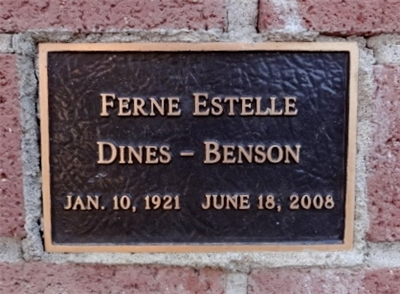 FERNE ESTELLE
DINES – BENSON
JAN. 10, 1921 JUNE 18, 2008